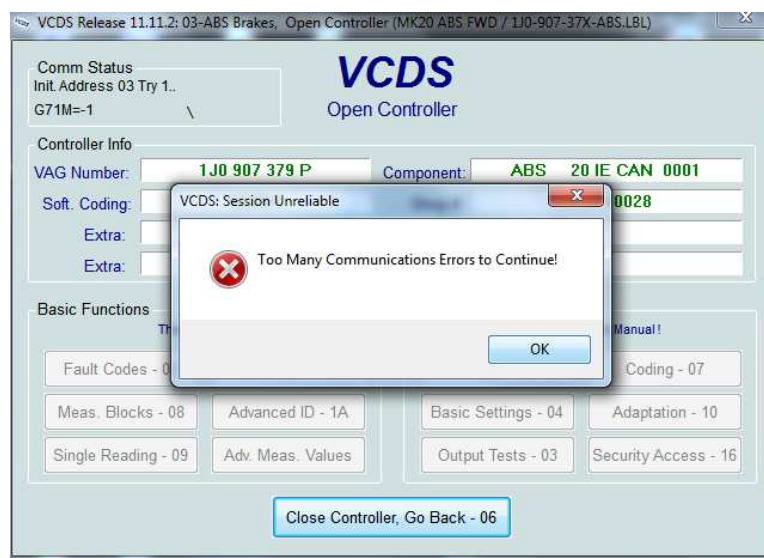 VCDS Release 11.11.2: 03-ABS Brakes, Open Controller (MK20 ABS FWD / 1J0-907-37X-ABS.LBL)
Comm Status
Init. Address 03 Try 1..
G71M=-1 \
VCDS
Open Controller
Controller Info
VAG Number: 1J0 907 379 P Component: ABS 20 IE CAN 0001
Soft. Coding: 0028
Extra:
Extra:
VCDS: Session Unreliable
Too Many Communications Errors to Continue!
OK
Basic Functions
Manual!
Fault Codes - 0
Coding - 07
Meas. Blocks - 08 Advanced ID - 1A Basic Settings - 04 Adaptation - 10
Single Reading - 09 Adv. Meas. Values Output Tests - 03 Security Access - 16
Close Controller, Go Back - 06